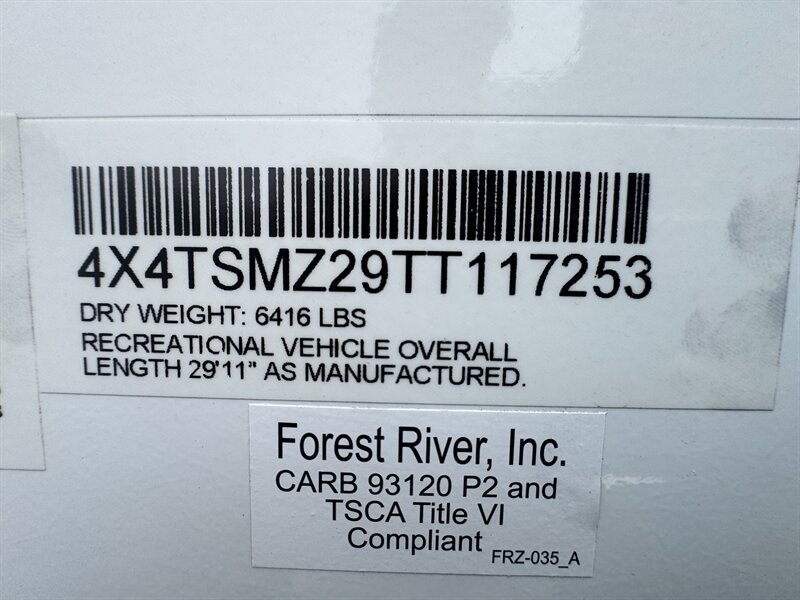 4X4TSMZ29TT117253
DRY WEIGHT: 6416 LBS
RECREATIONAL VEHICLE OVERALL
LENGTH 29'11" AS MANUFACTURED.
Forest River, Inc.
CARB 93120 P2 and
TSCA Title VI
Compliant
FRZ-035_A